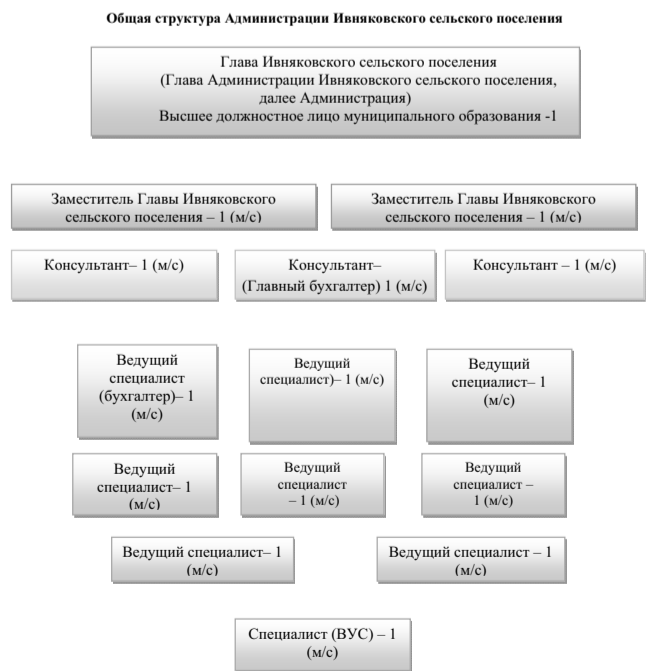 Общая структура Администрации Ивняковского сельского поселения
Глава Ивняковского сельского поселения
(Глава Администрации Ивняковского сельского поселения,
далее Администрация)
Высшее должностное лицо муниципального образования -1
Заместитель Главы Ивняковского
сельского поселения – 1 (м/с)
Заместитель Главы Ивняковского
сельского поселения – 1 (м/с)
Консультант– 1 (м/с)
Консультант–
(Главный бухгалтер) 1 (м/с)
Консультант – 1 (м/с)
Ведущий
специалист
(бухгалтер)– 1
(м/с)
Ведущий
специалист)– 1 (м/с)
Ведущий
специалист– 1
(м/с)
Ведущий
специалист– 1
(м/с)
Ведущий
специалист
– 1 (м/с)
Ведущий
специалист –
1 (м/с)
Ведущий специалист– 1
(м/с)
Ведущий специалист – 1
(м/с)
Специалист (ВУС) – 1
(м/с)